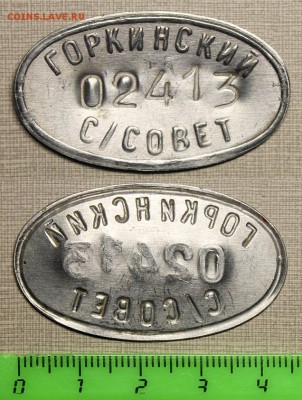 COINS.LAVE.RU
ГОРКИНСКИЙ
02413
С/СОВЕТ
ГОРКИНСКИЙ
02413
С/СОВЕТ
0 1 2 3 4